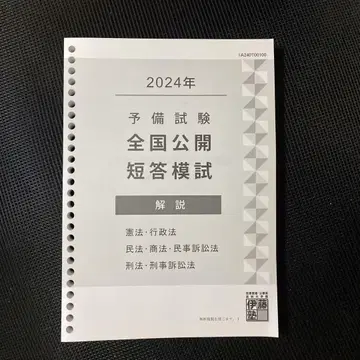 2024年
予備試験
全国公開
短答模試
解説
憲法・行政法
民法・商法・民事訴訟法
刑法・刑事訴訟法
伊藤塾